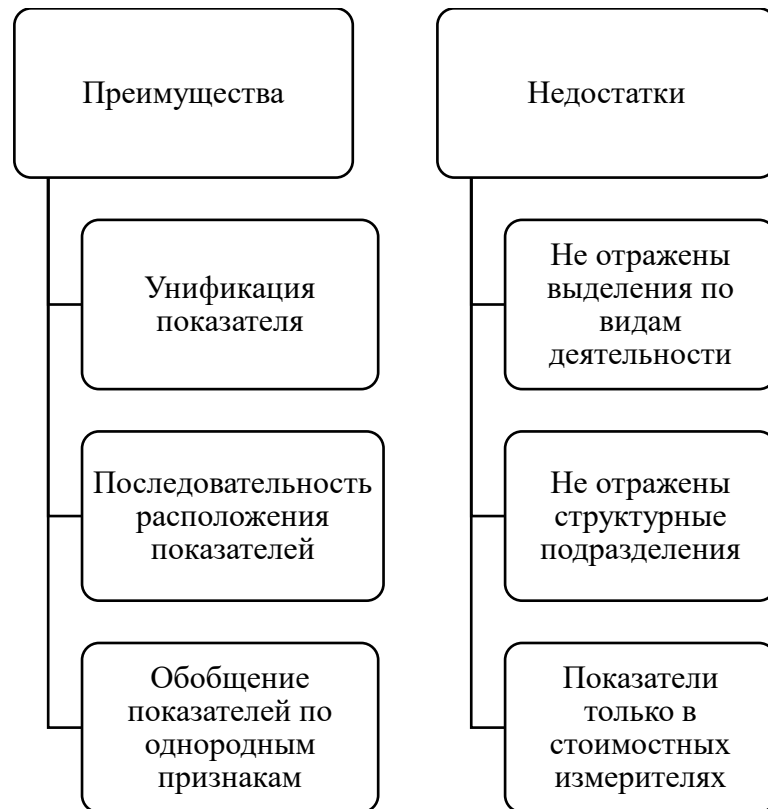 Преимущества
Унификация
показателя
Последовательность
расположения
показателей
Обобщение
показателей по
однородным
признакам
Недостатки
Не отражены
выделения по
видам
деятельности
Не отражены
структурные
подразделения
Показатели
только в
стоимостных
измерителях